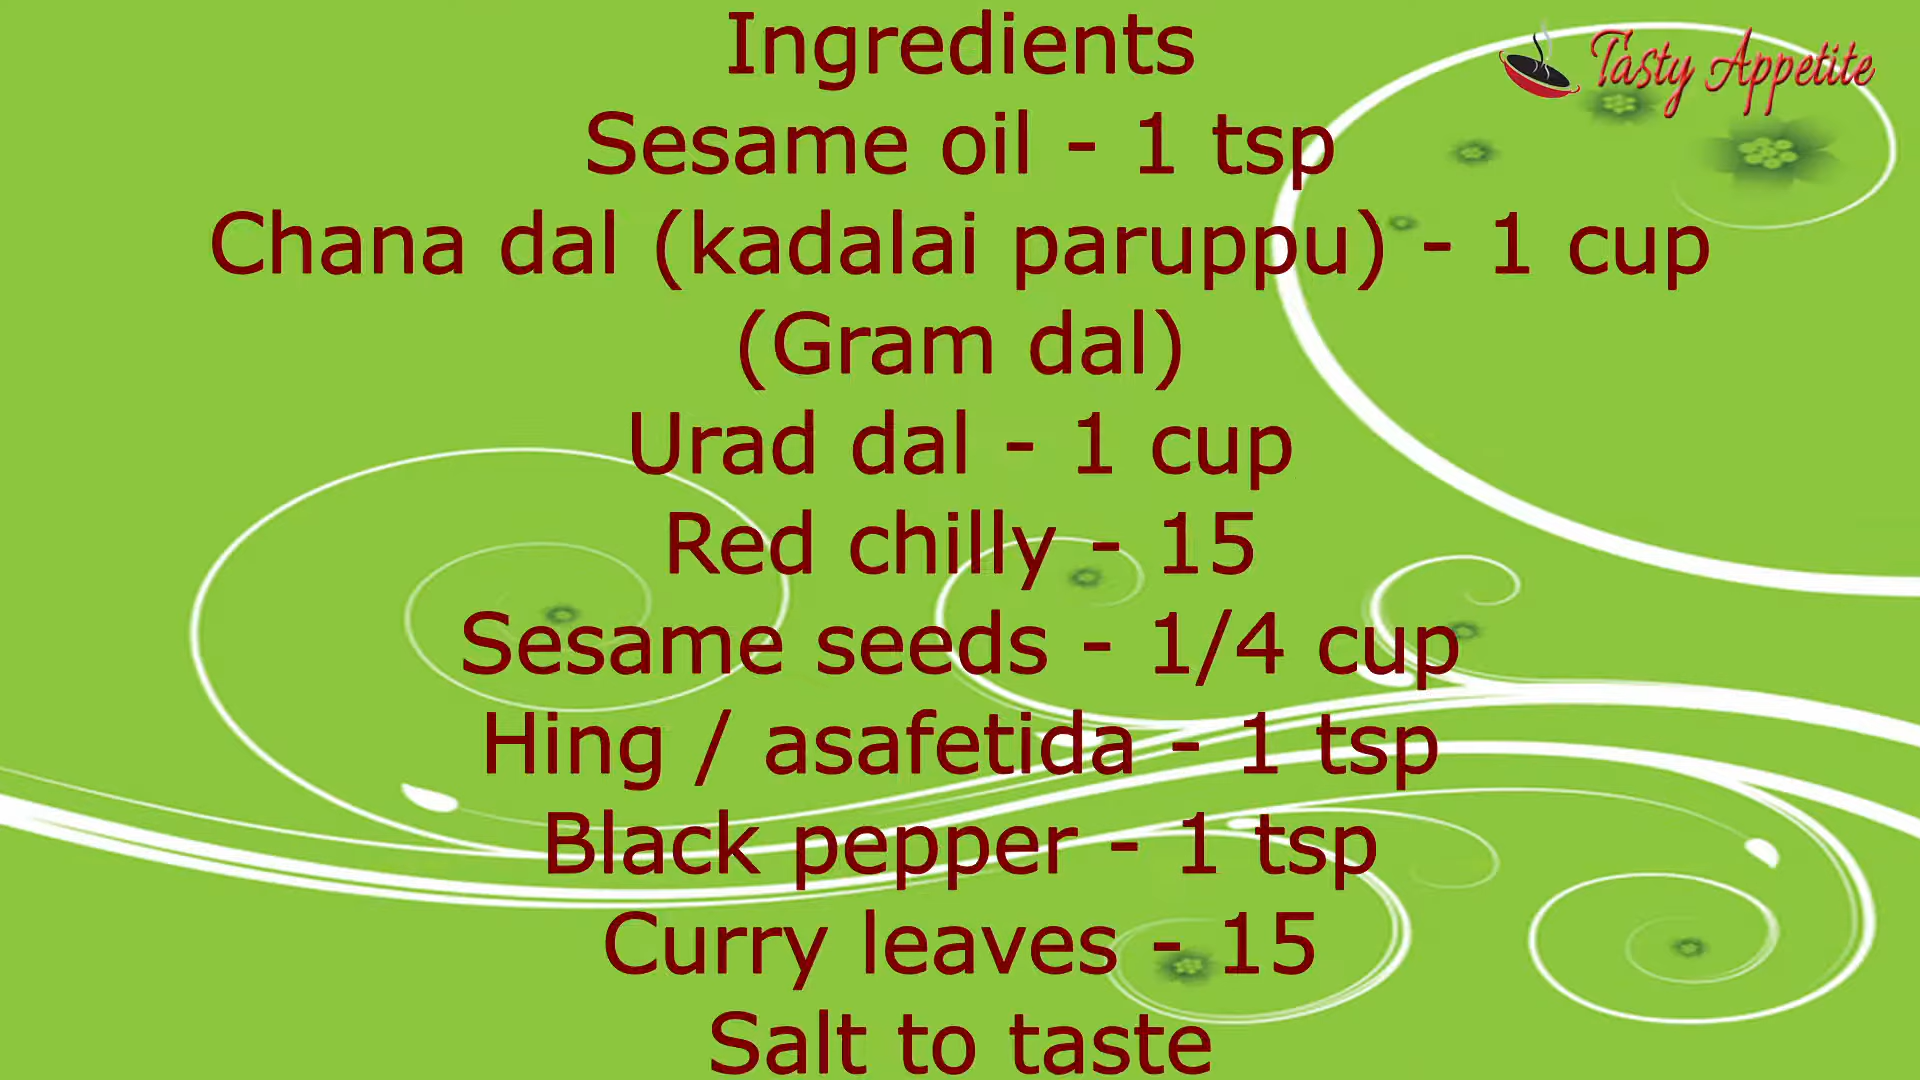 Ingredients
Tasty Appetite
Sesame oil - 1 tsp
Chana dal (kadalai paruppu) - 1 cup
(Gram dal)
Urad dal - 1 cup
Red chilly - 15
Sesame seeds - 1/4 cup
Hing / asafetida - 1 tsp
Black pepper - 1 tsp
Curry leaves - 15
Salt to taste